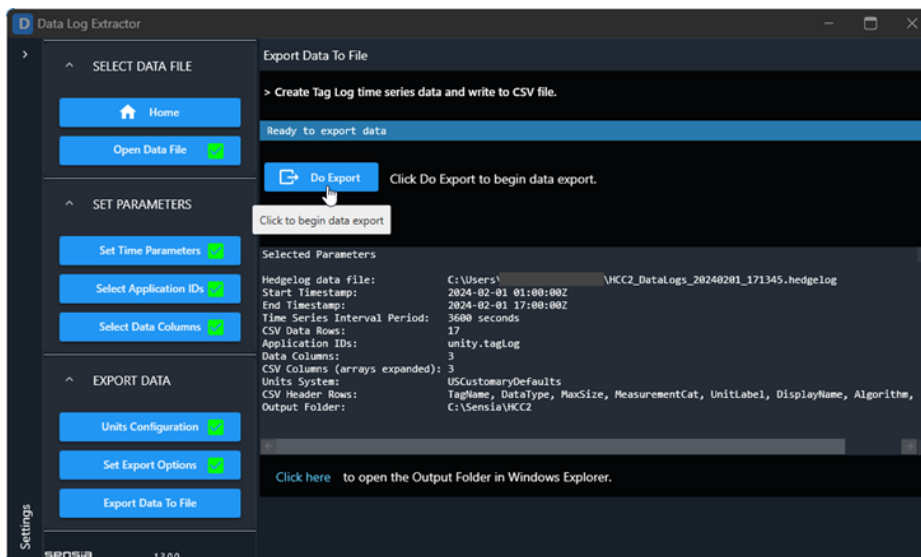 Data Log Extractor
SELECT DATA FILE
Home
Open Data File
SET PARAMETERS
Set Time Parameters
Select Application IDs
Select Data Columns
EXPORT DATA
Units Configuration
Set Export Options
Export Data To File
Settings
sensia
1.3.0.0
Export Data To File
> Create Tag Log time series data and write to CSV file.
Ready to export data
Do Export Click Do Export to begin data export.
Click to begin data export
Selected Parameters
Hedgelog data file: C:\Users\ \HCC2_DataLogs_20240201_171345.hedgelog
Start Timestamp: 2024-02-01 01:00:00Z
End Timestamp: 2024-02-01 17:00:00Z
Time Series Interval Period: 3600 seconds
CSV Data Rows: 17
Application IDs: unity.tagLog
Data Columns: 3
CSV Columns (arrays expanded): 3
Units System: USCustomaryDefaults
CSV Header Rows: TagName, DataType, MaxSize, MeasurementCat, UnitLabel, DisplayName, Algorithm,
Output Folder: C:\Sensia\HCC2
Click here to open the Output Folder in Windows Explorer.